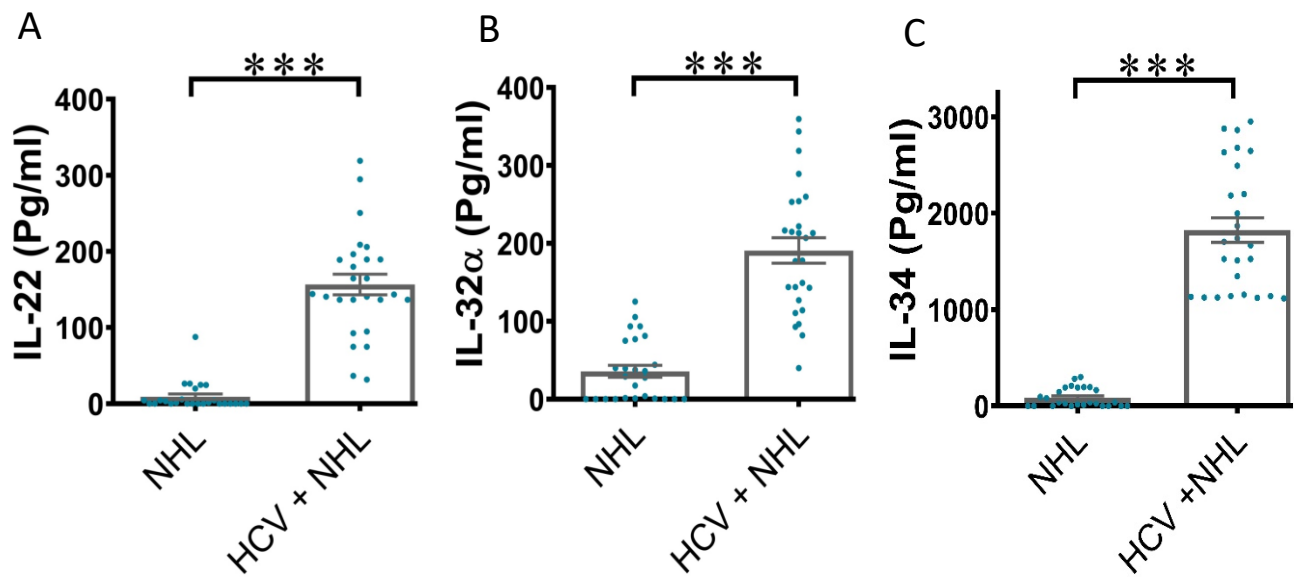 A
***
IL-22 (Pg/ml)
400
300
200
100
0
NHL
HCV + NHL
B
***
IL-32α (Pg/ml)
400
300
200
100
0
NHL
HCV + NHL
C
***
IL-34 (Pg/ml)
3000
2000
1000
0
NHL
HCV +NHL